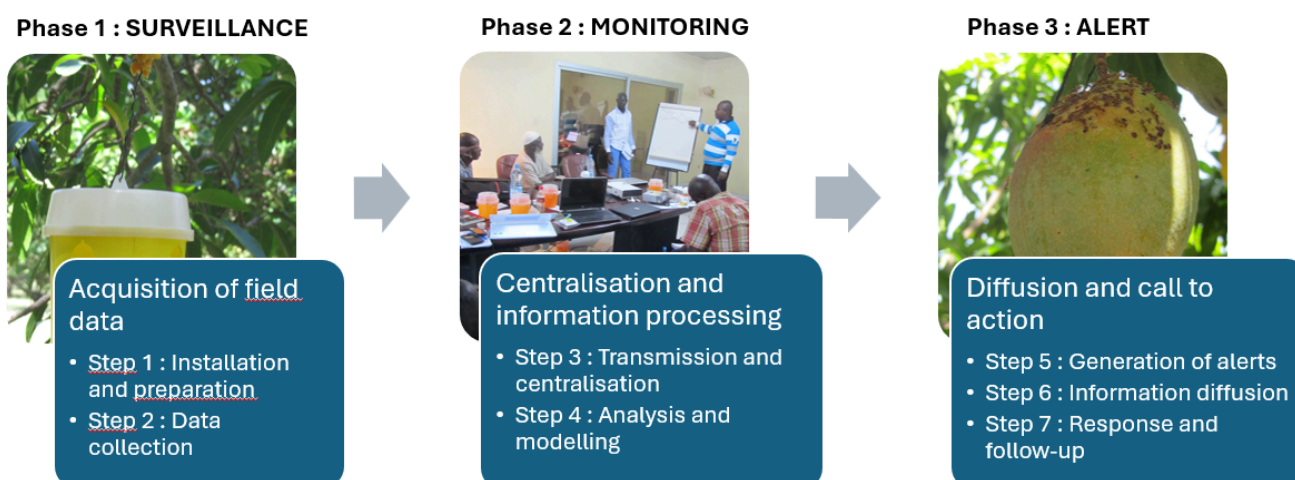 Phase 1 : SURVEILLANCE
Acquisition of field
data
• Step 1 : Installation
and preparation
• Step 2 : Data
collection
Phase 2 : MONITORING
Centralisation and
information processing
• Step 3 : Transmission and
centralisation
• Step 4 : Analysis and
modelling
Phase 3 : ALERT
Diffusion and call to
action
• Step 5 : Generation of alerts
• Step 6 : Information diffusion
• Step 7 : Response and
follow-up